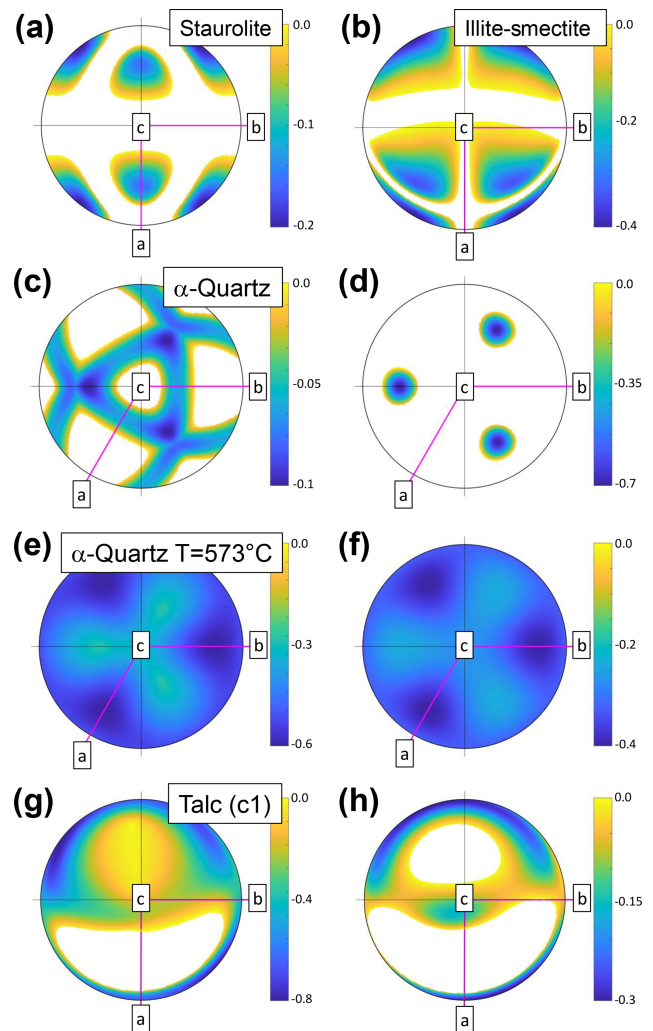 (a) Staurolite 0.0
-0.1
-0.2
c b
a
(b) Illite-smectite 0.0
-0.2
-0.4
c b
a
(c) α-Quartz 0.0
-0.05
-0.1
c b
a
(d) 0.0
-0.35
-0.7
c b
a
(e) α-Quartz T=573°C 0.0
-0.3
-0.6
c b
a
(f) 0.0
-0.2
-0.4
c b
a
(g) Talc (c1) 0.0
-0.4
-0.8
c b
a
(h) 0.0
-0.15
-0.3
c b
a